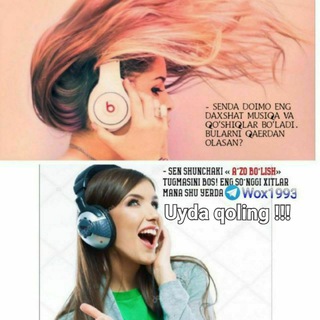 - SENDA DOIMO ENG
DAXSHAT MUSIQA VA
QO'SHIQLAR BO'LADI.
BULARNI QAERDAN
OLASAN?
- SEN SHUNCHAKI « A'ZO BO'LISH»
TUGMASINI BOS! ENG SO'NGGI XITLAR
MANA SHU YERDA Wox1993
Uyda qoling !!!